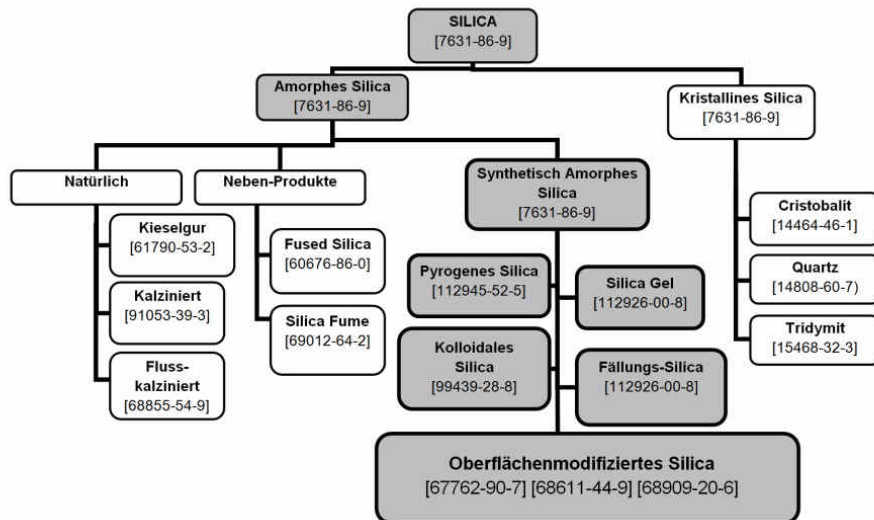 SILICA
[7631-86-9]
Amorphes Silica
[7631-86-9]
Kristallines Silica
[7631-86-9]
Natürlich
Neben-Produkte
Synthetisch Amorphes
Silica
[7631-86-9]
Kieselgur
[61790-53-2]
Kalziniert
[91053-39-3]
Fluss-
kalziniert
[68855-54-9]
Fused Silica
[60676-86-0]
Silica Fume
[69012-64-2]
Pyrogenes Silica
[112945-52-5]
Silica Gel
[112926-00-8]
Kolloidales
Silica
[99439-28-8]
Fällungs-Silica
[112926-00-8]
Cristobalit
[14464-46-1]
Quartz
[14808-60-7)
Tridymit
[15468-32-3]
Oberflächenmodifiziertes Silica
[67762-90-7] [68611-44-9] [68909-20-6]